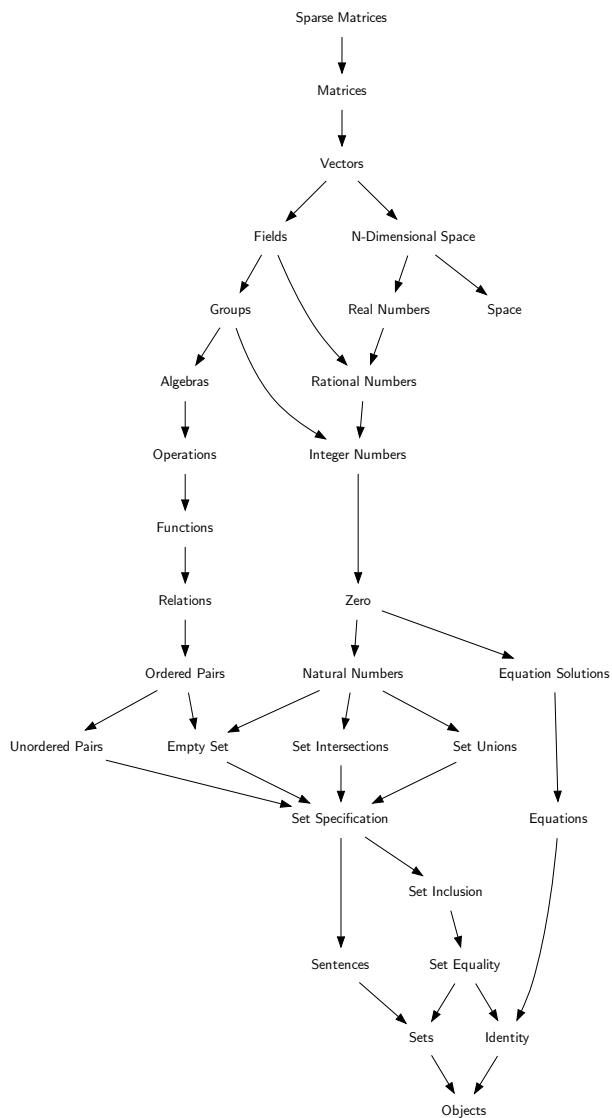 Sparse Matrices
Matrices
Vectors
Fields
N-Dimensional Space
Groups
Real Numbers
Space
Algebras
Rational Numbers
Operations
Integer Numbers
Functions
Relations
Zero
Ordered Pairs
Natural Numbers
Equation Solutions
Unordered Pairs
Empty Set
Set Intersections
Set Unions
Set Specification
Equations
Set Inclusion
Sentences
Set Equality
Sets
Identity
Objects